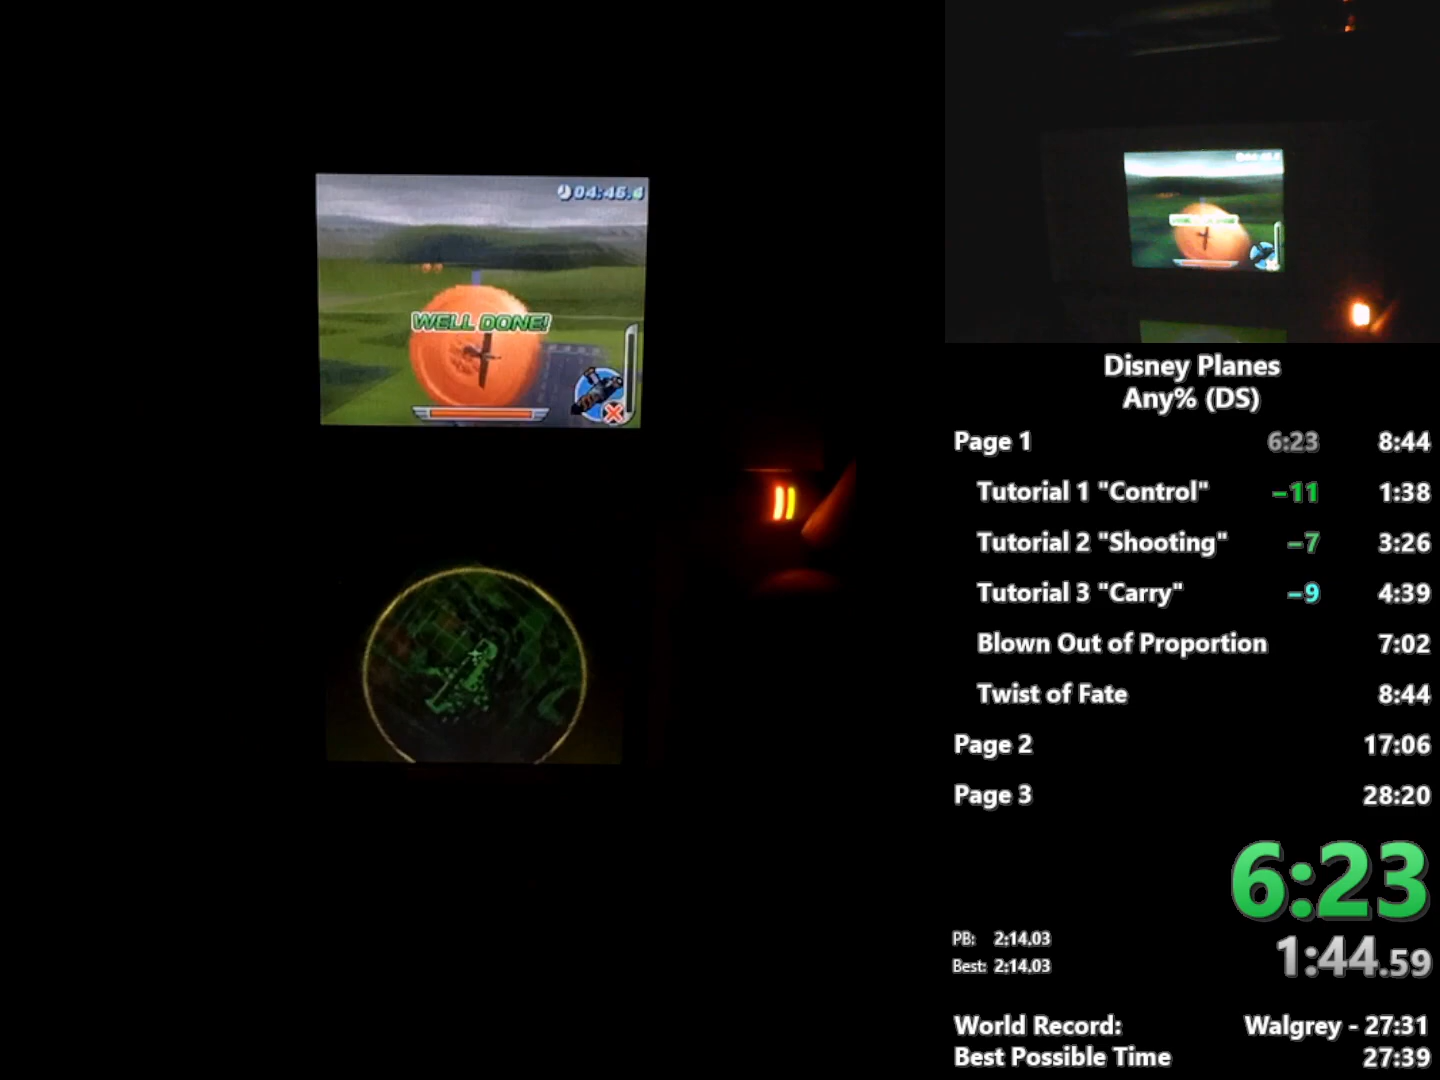 04:45.6
WELL DONE!
Disney Planes
Any% (DS)
Page 1 6:23 8:44
Tutorial 1 "Control" −11 1:38
Tutorial 2 "Shooting" −7 3:26
Tutorial 3 "Carry" −9 4:39
Blown Out of Proportion 7:02
Twist of Fate 8:44
Page 2 17:06
Page 3 28:20
6:23
PB: 2:14.03
1:44.59
Best: 2:14.03
World Record: Walgrey - 27:31
Best Possible Time 27:39